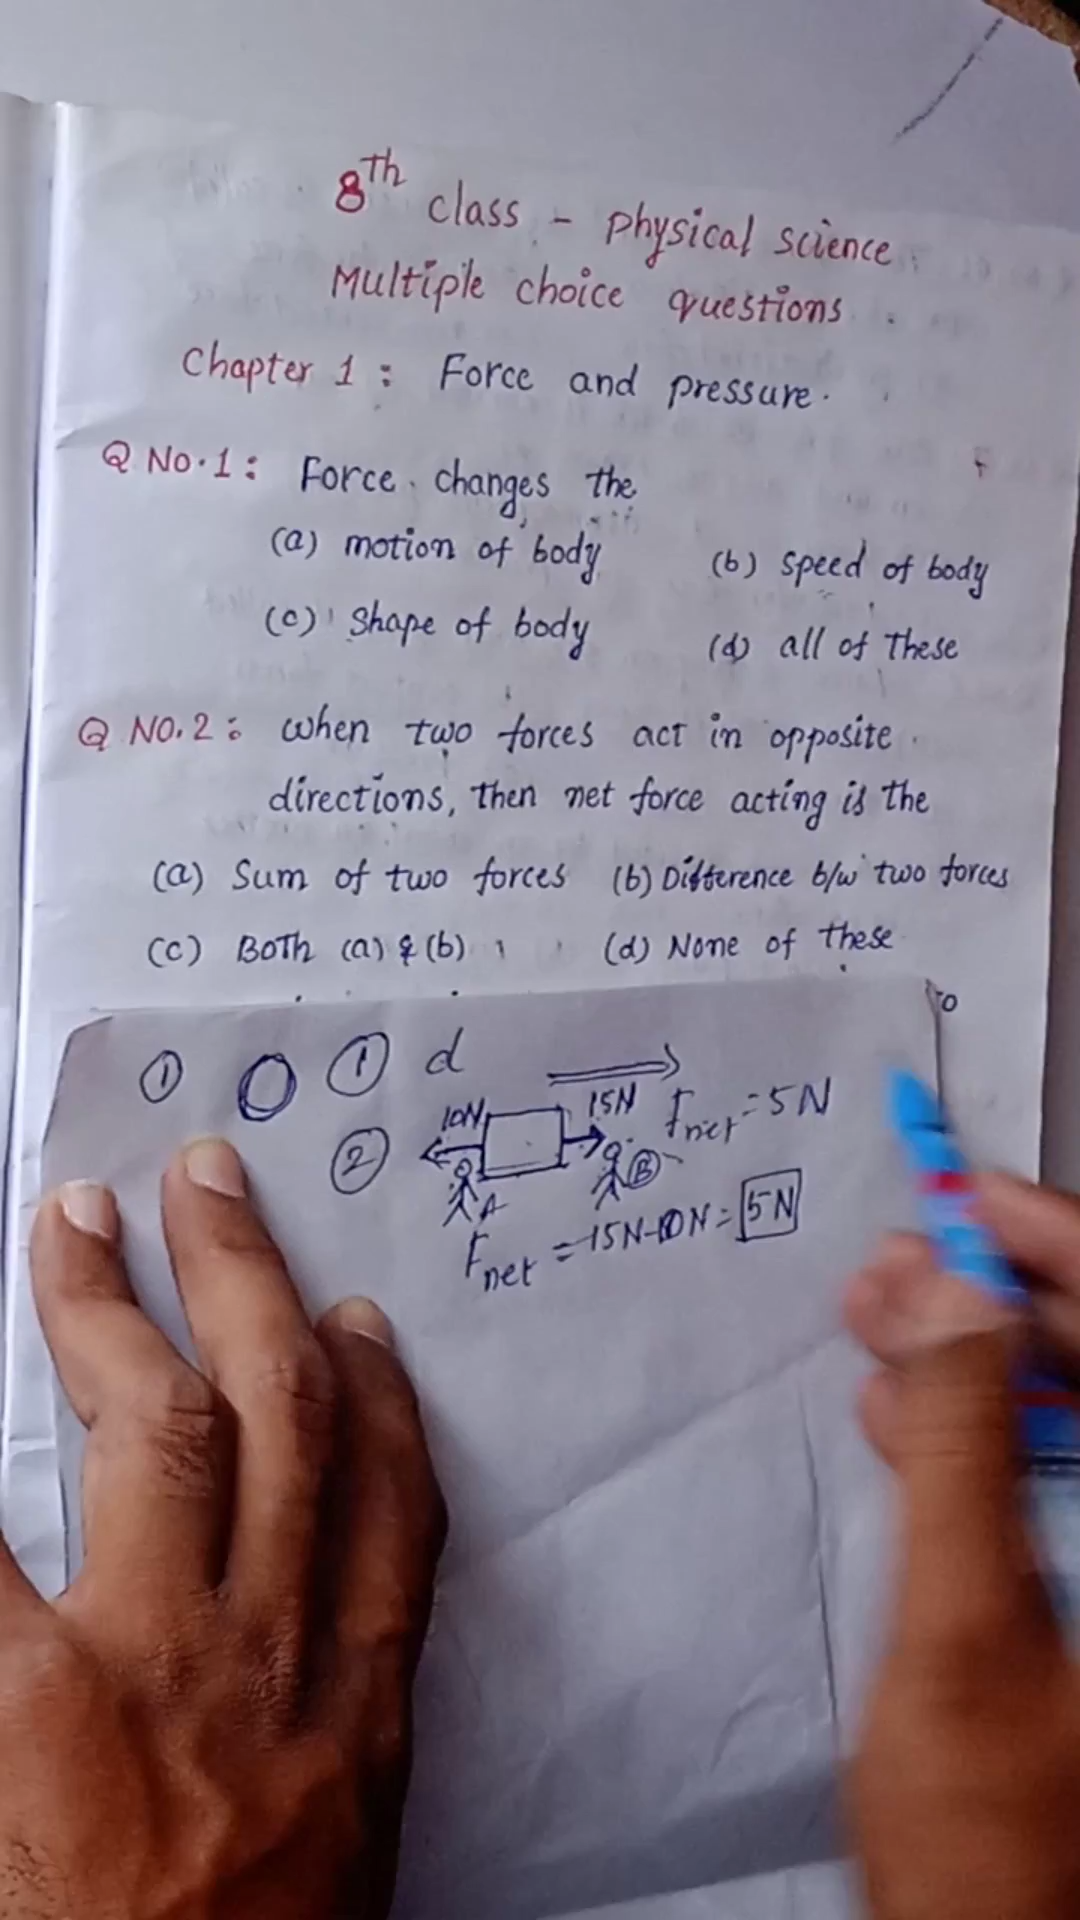 8Th class - Physical science
Multiple choice questions.
Chapter 1: Force and pressure.
Q No.1: Force changes the
(a) motion of body (b) speed of body
(c) Shape of body (d) all of These
Q NO.2: when two forces act in opposite
directions, then net force acting is the
(a) Sum of two forces (b) Difference b/w two forces
(c) BoTh (a) & (b) (d) None of these
to
① ① d
10N 15N Fnet = 5N
② A B
Fnet = 15N-10N = 5N